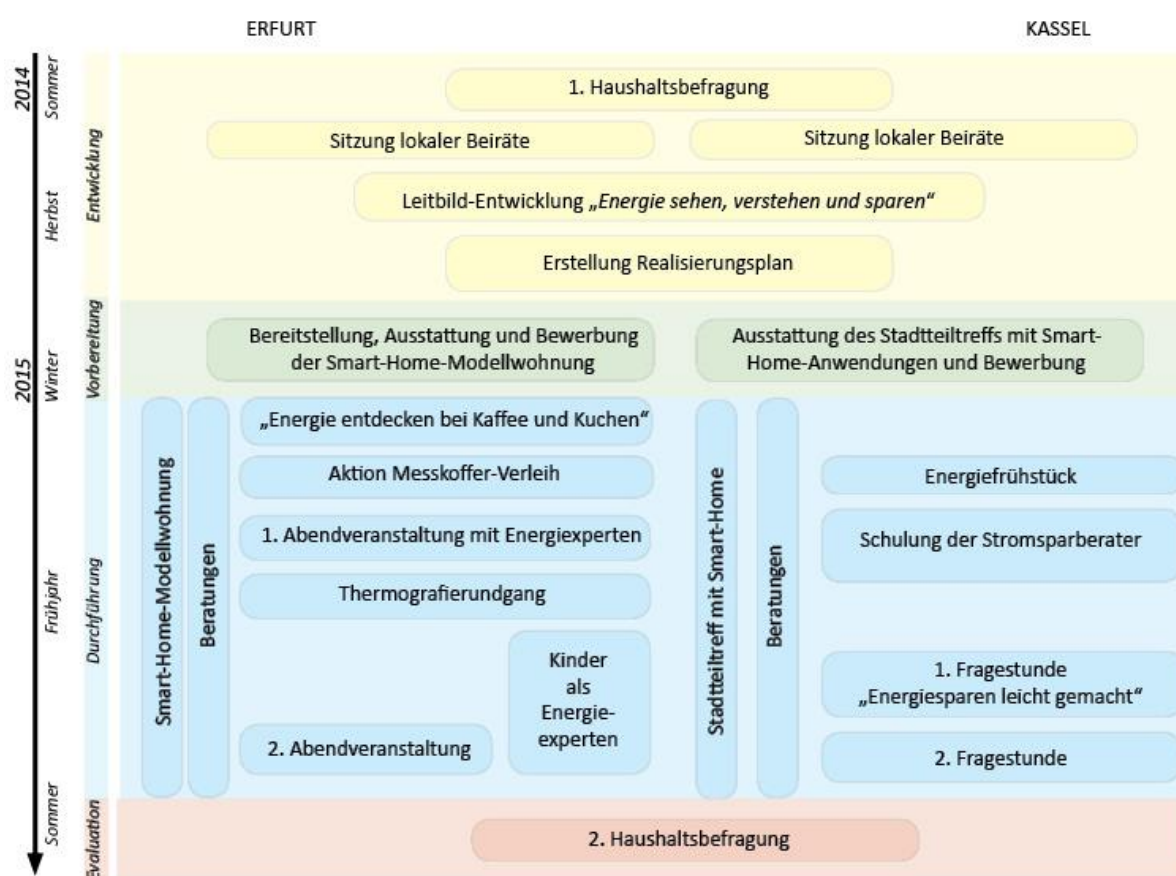 ERFURT
KASSEL
2014
Sommer
Herbst
2015
Winter
Frühjahr
Sommer
Entwicklung
1. Haushaltsbefragung
Sitzung lokaler Beiräte
Sitzung lokaler Beiräte
Leitbild-Entwicklung „Energie sehen, verstehen und sparen“
Erstellung Realisierungsplan
Vorbereitung
Bereitstellung, Ausstattung und Bewerbung
der Smart-Home-Modellwohnung
Ausstattung des Stadtteiltreffs mit Smart-
Home-Anwendungen und Bewerbung
Durchführung
Smart-Home-Modellwohnung
Beratungen
„Energie entdecken bei Kaffee und Kuchen“
Aktion Messkoffer-Verleih
1. Abendveranstaltung mit Energiexperten
Thermografierundgang
Kinder
als
Energie-
experten
2. Abendveranstaltung
Stadtteiltreff mit Smart-Home
Beratungen
Energiefrühstück
Schulung der Stromsparberater
1. Fragestunde
„Energiesparen leicht gemacht“
2. Fragestunde
Evaluation
2. Haushaltsbefragung